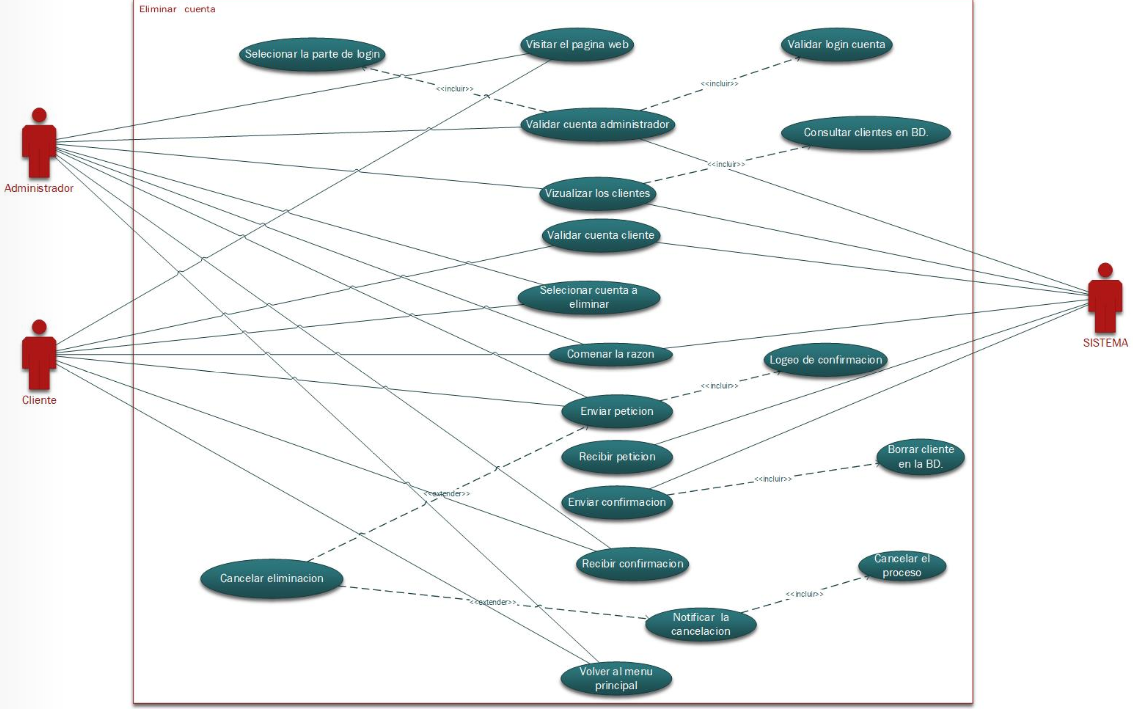 Eliminar cuenta
Visitar el pagina web
Validar login cuenta
Selecionar la parte de login
<<incluir>>
<<incluir>>
Validar cuenta administrador
Consultar clientes en BD.
<<incluir>>
Administrador
Vizualizar los clientes
Validar cuenta cliente
Selecionar cuenta a
eliminar
SISTEMA
Comenar la razon
Logeo de confirmacion
<<incluir>>
Cliente
Enviar peticion
Recibir peticion
Borrar cliente
en la BD.
<<incluir>>
<<extender>>
Enviar confirmacion
Recibir confirmacion
Cancelar el
proceso
Cancelar eliminacion
<<incluir>>
<<extender>>
Notificar la
cancelacion
Volver al menu
principal